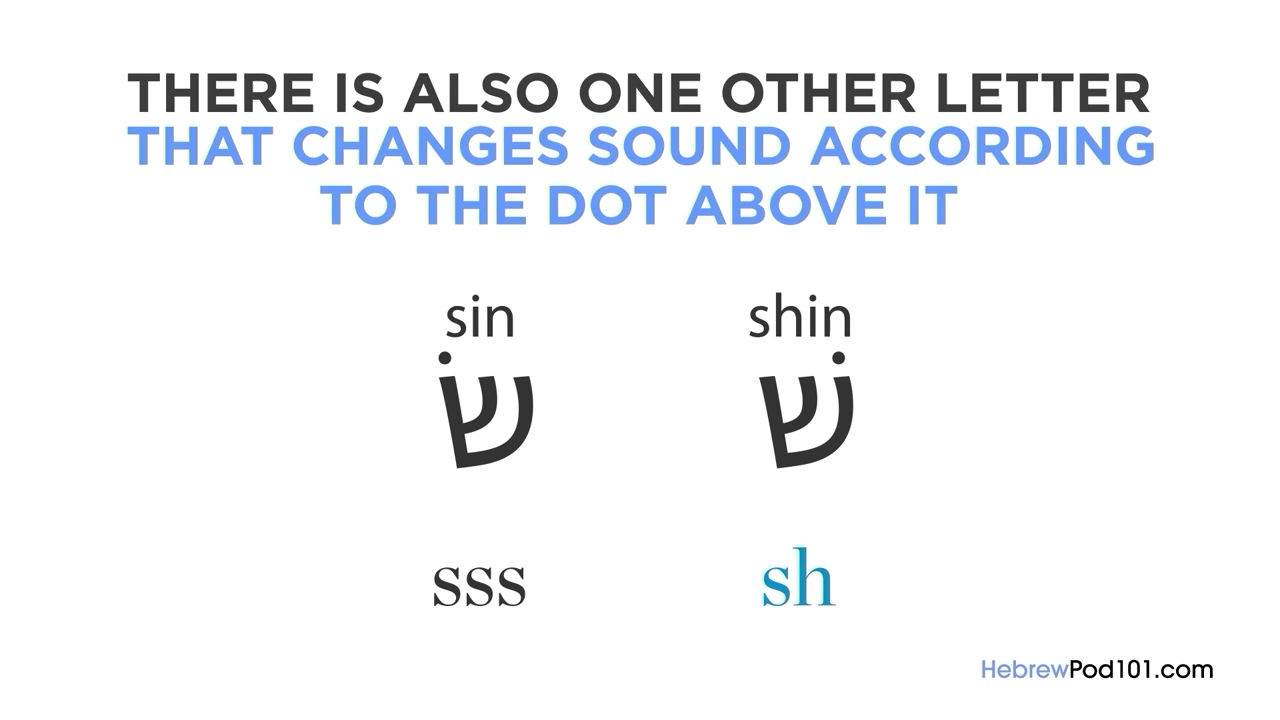 THERE IS ALSO ONE OTHER LETTER
THAT CHANGES SOUND ACCORDING
TO THE DOT ABOVE IT
sin shin
שׂ שׁ
sss sh
HebrewPod101.com